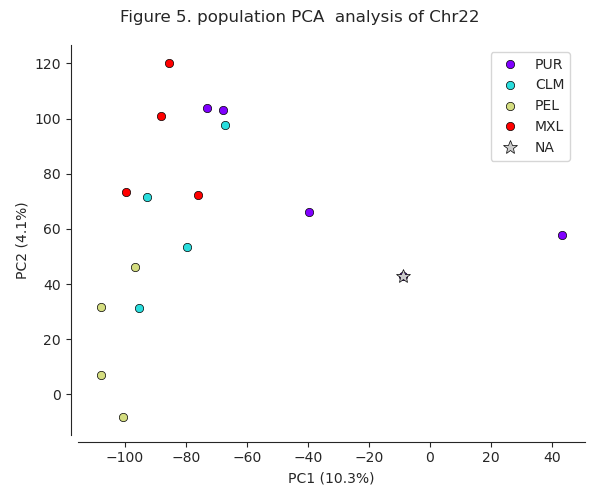 Figure 5. population PCA  analysis of Chr22
PUR
CLM
PEL
MXL
NA
120
100
80
60
40
20
0
PC2 (4.1%)
−100
−80
−60
−40
−20
0
20
40
PC1 (10.3%)